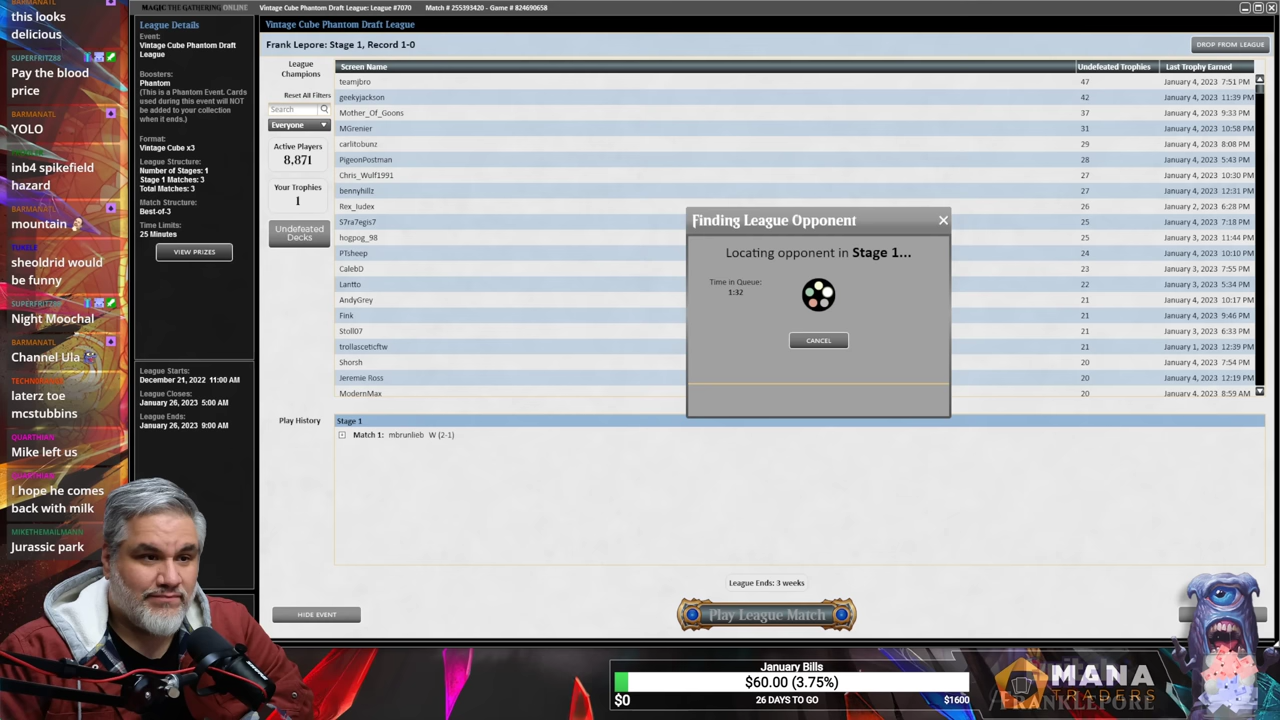 MAGIC THE GATHERING ONLINE Vintage Cube Phantom Draft League: League #7070 Match # 255393420 - Game # 824690658
this looks
delicious
SUPERFRITZ88
Pay the blood
price
BARMANATL
YOLO
inb4 spikefield
hazard
BARMANATL
mountain
sheoldrid would
be funny
SUPERFRITZ88
Night Moochal
BARMANATL
Channel Ula
laterz toe
mcstubbins
QUARTHIAN
Mike left us
I hope he comes
back with milk
MIKETHEMAILMANN
Jurassic park
League Details
Event:
Vintage Cube Phantom Draft
League
Boosters:
Phantom
(This is a Phantom Event. Cards
used during this event will NOT
be added to your collection
when it ends.)
Format:
Vintage Cube x3
League Structure:
Number of Stages: 1
Stage 1 Matches: 3
Total Matches: 3
Match Structure:
Best-of-3
Time Limits:
25 Minutes
VIEW PRIZES
League Starts:
December 21, 2022 11:00 AM
League Closes:
January 26, 2023 5:00 AM
League Ends:
January 26, 2023 9:00 AM
Vintage Cube Phantom Draft League
Frank Lepore: Stage 1, Record 1-0
DROP FROM LEAGUE
League
Champions
Reset All Filters
Search
Everyone
Active Players
8,871
Your Trophies
1
Undefeated
Decks
Screen Name Undefeated Trophies Last Trophy Earned
teamjbro 47 January 4, 2023 7:51 PM
geekyjackson 42 January 4, 2023 11:39 PM
Mother_Of_Goons 37 January 4, 2023 9:33 PM
MGrenier 31 January 4, 2023 10:58 PM
carlitobunz 29 January 4, 2023 8:08 PM
PigeonPostman 28 January 4, 2023 5:43 PM
Chris_Wulf1991 27 January 4, 2023 10:30 PM
bennyhillz 27 January 4, 2023 12:31 PM
Rex_Iudex 26 January 2, 2023 6:28 PM
S7ra7egis7 25 January 4, 2023 7:18 PM
hogpog_98 25 January 3, 2023 11:44 PM
PTsheep 24 January 4, 2023 10:10 PM
CalebD 23 January 3, 2023 7:55 PM
Lantto 22 January 3, 2023 5:34 PM
AndyGrey 21 January 4, 2023 10:17 PM
Fink 21 January 4, 2023 9:46 PM
Stoll07 21 January 3, 2023 6:33 PM
trollasceticftw 21 January 1, 2023 12:39 PM
Shorsh 20 January 4, 2023 7:54 PM
Jeremie Ross 20 January 4, 2023 12:19 PM
ModernMax 20 January 4, 2023 8:59 AM
Finding League Opponent
Locating opponent in Stage 1...
Time in Queue:
1:32
CANCEL
Play History
Stage 1
Match 1: mbrunlieb W (2-1)
League Ends: 3 weeks
HIDE EVENT
Play League Match
January Bills
$60.00 (3.75%)
$0 26 DAYS TO GO $1600
MANA
TRADERS
FRANKLEPORE